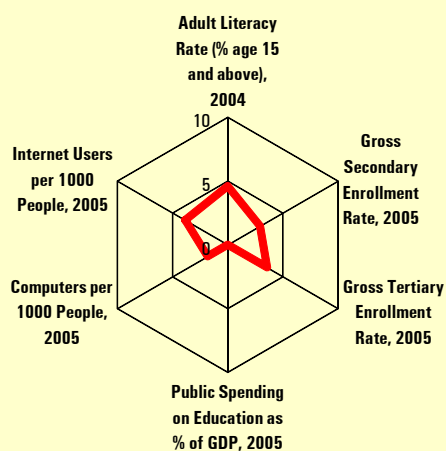 Adult Literacy
Rate (% age 15
and above),
2004
10
5
0
Gross
Secondary
Enrollment
Rate, 2005
Gross Tertiary
Enrollment
Rate, 2005
Public Spending
on Education as
% of GDP, 2005
Computers per
1000 People,
2005
Internet Users
per 1000
People, 2005